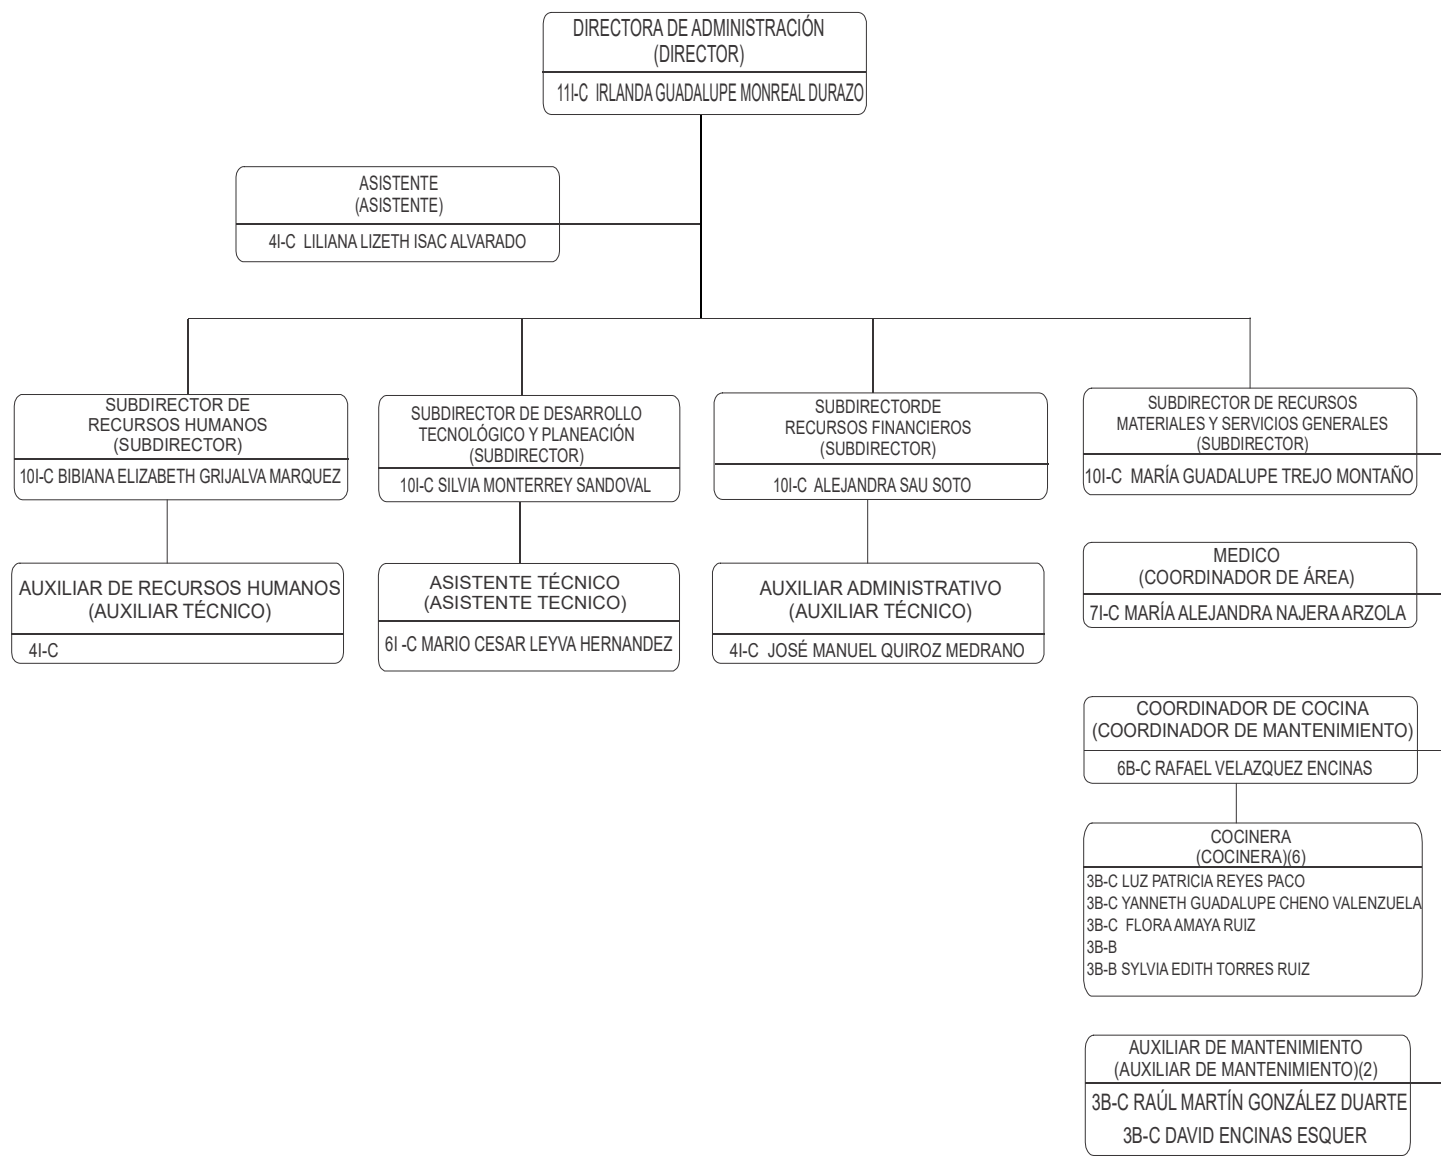 DIRECTORA DE ADMINISTRACIÓN
(DIRECTOR)
11I-C IRLANDA GUADALUPE MONREAL DURAZO
ASISTENTE
(ASISTENTE)
4I-C LILIANA LIZETH ISAC ALVARADO
SUBDIRECTOR DE
RECURSOS HUMANOS
(SUBDIRECTOR)
10I-C BIBIANA ELIZABETH GRIJALVA MARQUEZ
SUBDIRECTOR DE DESARROLLO
TECNOLÓGICO Y PLANEACIÓN
(SUBDIRECTOR)
10I-C SILVIA MONTERREY SANDOVAL
SUBDIRECTORDE
RECURSOS FINANCIEROS
(SUBDIRECTOR)
10I-C ALEJANDRA SAU SOTO
SUBDIRECTOR DE RECURSOS
MATERIALES Y SERVICIOS GENERALES
(SUBDIRECTOR)
10I-C MARÍA GUADALUPE TREJO MONTAÑO
AUXILIAR DE RECURSOS HUMANOS
(AUXILIAR TÉCNICO)
4I-C
ASISTENTE TÉCNICO
(ASISTENTE TECNICO)
6I -C MARIO CESAR LEYVA HERNANDEZ
AUXILIAR ADMINISTRATIVO
(AUXILIAR TÉCNICO)
4I-C JOSÉ MANUEL QUIROZ MEDRANO
MEDICO
(COORDINADOR DE ÁREA)
7I-C MARÍA ALEJANDRA NAJERA ARZOLA
COORDINADOR DE COCINA
(COORDINADOR DE MANTENIMIENTO)
6B-C RAFAEL VELAZQUEZ ENCINAS
COCINERA
(COCINERA)(6)
3B-C LUZ PATRICIA REYES PACO
3B-C YANNETH GUADALUPE CHENO VALENZUELA
3B-C FLORA AMAYA RUIZ
3B-B
3B-B SYLVIA EDITH TORRES RUIZ
AUXILIAR DE MANTENIMIENTO
(AUXILIAR DE MANTENIMIENTO)(2)
3B-C RAÚL MARTÍN GONZÁLEZ DUARTE
3B-C DAVID ENCINAS ESQUER